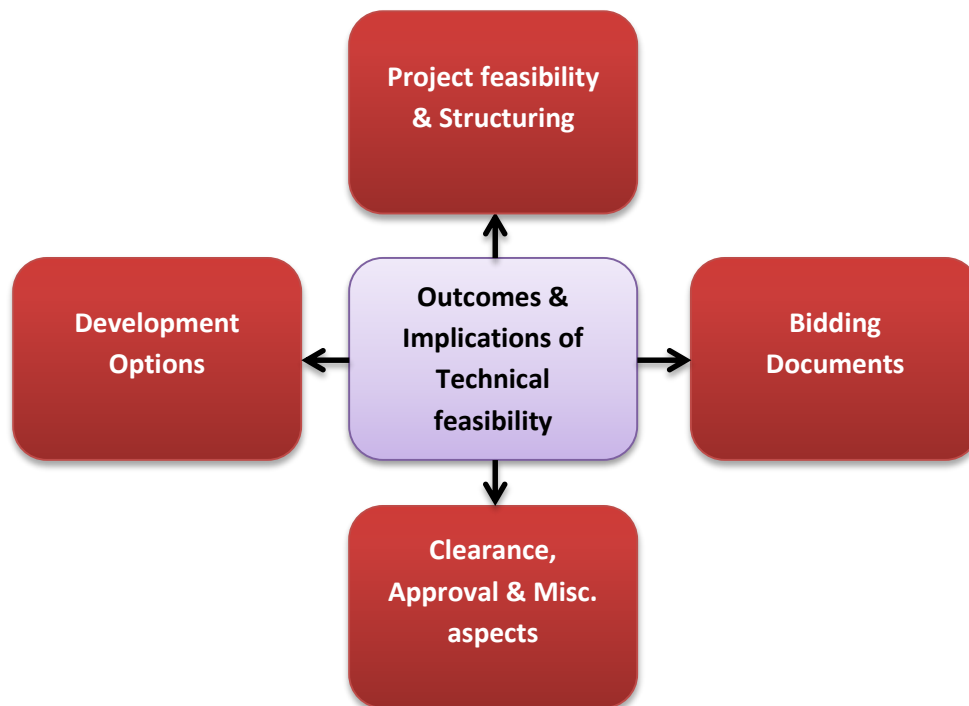 Project feasibility
& Structuring
Development
Options
Outcomes &
Implications of
Technical
feasibility
Bidding
Documents
Clearance,
Approval & Misc.
aspects